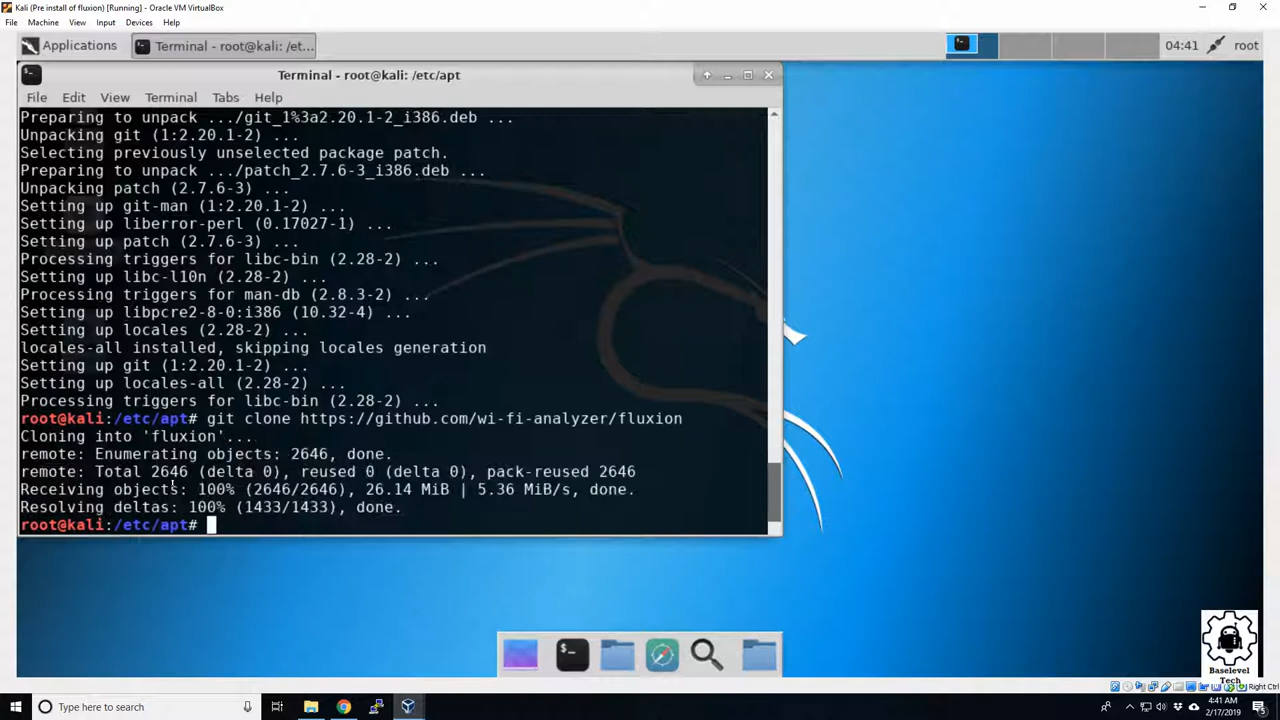 Kali (Pre install of fluxion) [Running] - Oracle VM VirtualBox
File Machine View Input Devices Help
Applications
Terminal - root@kali: /et...
04:41
root
Terminal - root@kali: /etc/apt
File Edit View Terminal Tabs Help
Preparing to unpack .../git_1%3a2.20.1-2_i386.deb ...
Unpacking git (1:2.20.1-2) ...
Selecting previously unselected package patch.
Preparing to unpack .../patch_2.7.6-3_i386.deb ...
Unpacking patch (2.7.6-3) ...
Setting up git-man (1:2.20.1-2) ...
Setting up liberror-perl (0.17027-1) ...
Setting up patch (2.7.6-3) ...
Processing triggers for libc-bin (2.28-2) ...
Setting up libc-l10n (2.28-2) ...
Processing triggers for man-db (2.8.3-2) ...
Setting up libpcre2-8-0:i386 (10.32-4) ...
Setting up locales (2.28-2) ...
locales-all installed, skipping locales generation
Setting up git (1:2.20.1-2) ...
Setting up locales-all (2.28-2) ...
Processing triggers for libc-bin (2.28-2) ...
root@kali:/etc/apt# git clone https://github.com/wi-fi-analyzer/fluxion
Cloning into 'fluxion'...
remote: Enumerating objects: 2646, done.
remote: Total 2646 (delta 0), reused 0 (delta 0), pack-reused 2646
Receiving objects: 100% (2646/2646), 26.14 MiB | 5.36 MiB/s, done.
Resolving deltas: 100% (1433/1433), done.
root@kali:/etc/apt#
Baselevel
Tech
Right Ctrl
Type here to search
4:41 AM
2/17/2019